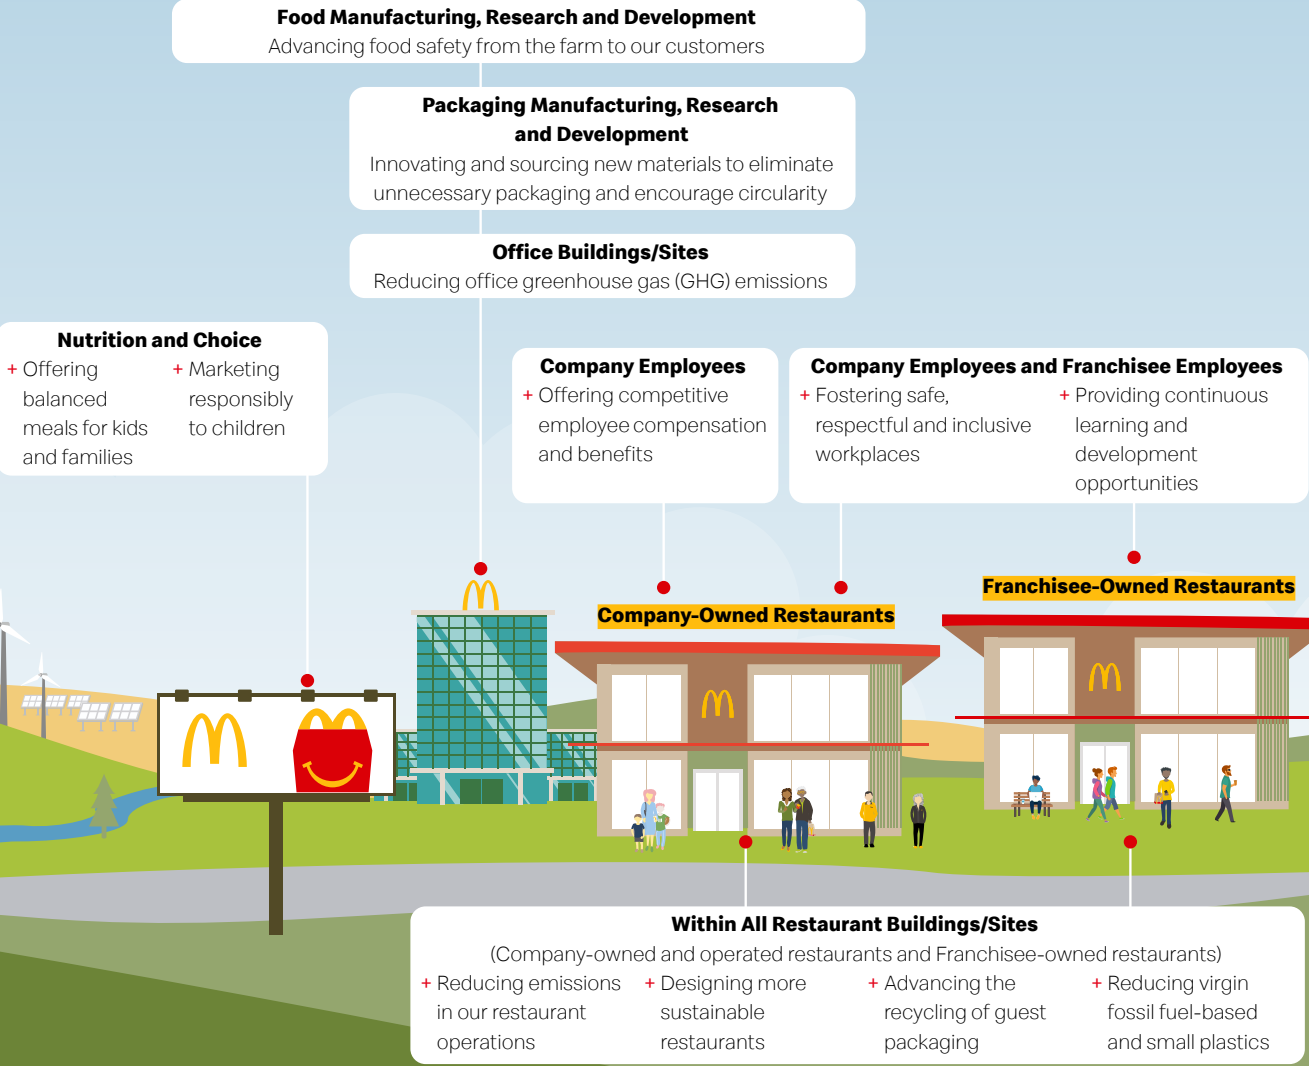 Food Manufacturing, Research and Development
Advancing food safety from the farm to our customers
Packaging Manufacturing, Research
and Development
Innovating and sourcing new materials to eliminate
unnecessary packaging and encourage circularity
Office Buildings/Sites
Reducing office greenhouse gas (GHG) emissions
Nutrition and Choice
+ Offering
balanced
meals for kids
and families
+ Marketing
responsibly
to children
Company Employees
+ Offering competitive
employee compensation
and benefits
Company Employees and Franchisee Employees
+ Fostering safe,
respectful and inclusive
workplaces
+ Providing continuous
learning and
development
opportunities
Company-Owned Restaurants
Franchisee-Owned Restaurants
Within All Restaurant Buildings/Sites
(Company-owned and operated restaurants and Franchisee-owned restaurants)
+ Reducing emissions
in our restaurant
operations
+ Designing more
sustainable
restaurants
+ Advancing the
recycling of guest
packaging
+ Reducing virgin
fossil fuel-based
and small plastics